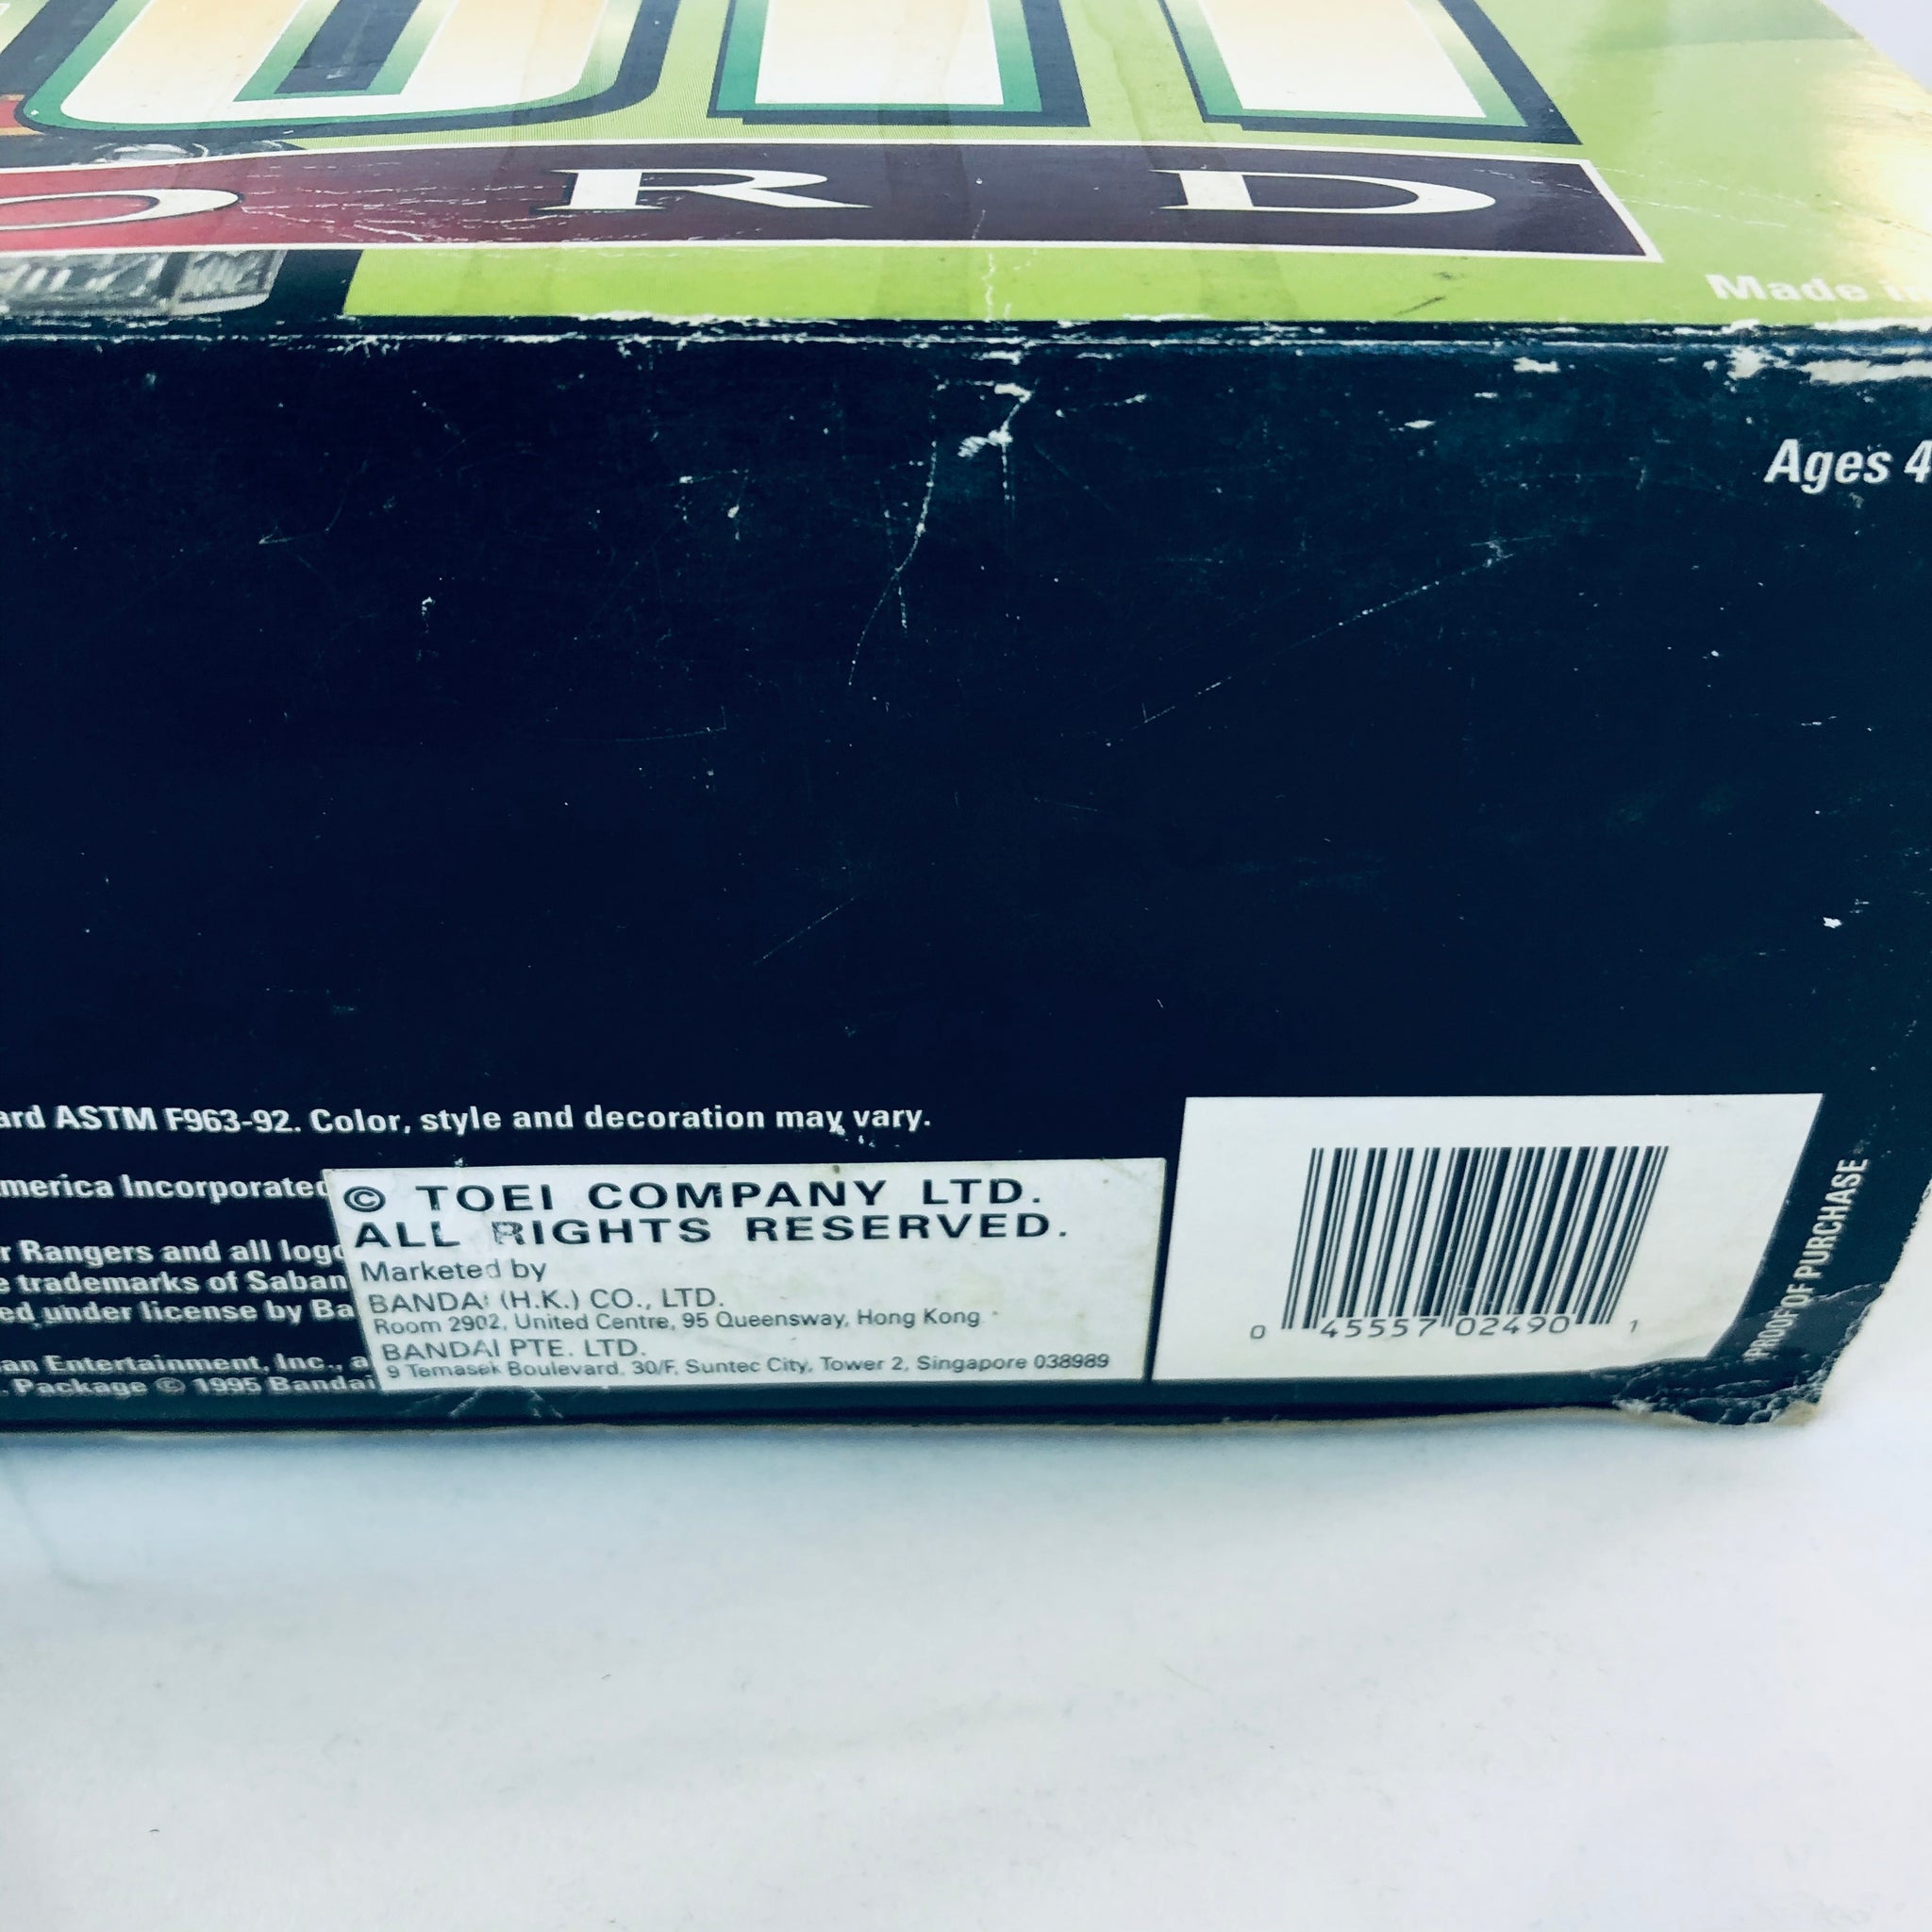 O R D
Made
Ages 4
ard ASTM F963-92. Color, style and decoration may vary.
merica Incorporated
r Rangers and all logo
e trademarks of Saban
ed under license by Ba
an Entertainment, Inc., a
. Package © 1995 Bandai
© TOEI COMPANY LTD.
ALL RIGHTS RESERVED.
Marketed by
BANDAI (H.K.) CO., LTD.
Room 2902, United Centre, 95 Queensway, Hong Kong
BANDAI PTE. LTD.
9 Temasek Boulevard, 30/F, Suntec City, Tower 2, Singapore 038989
0 45557 02490 1
PROOF OF PURCHASE